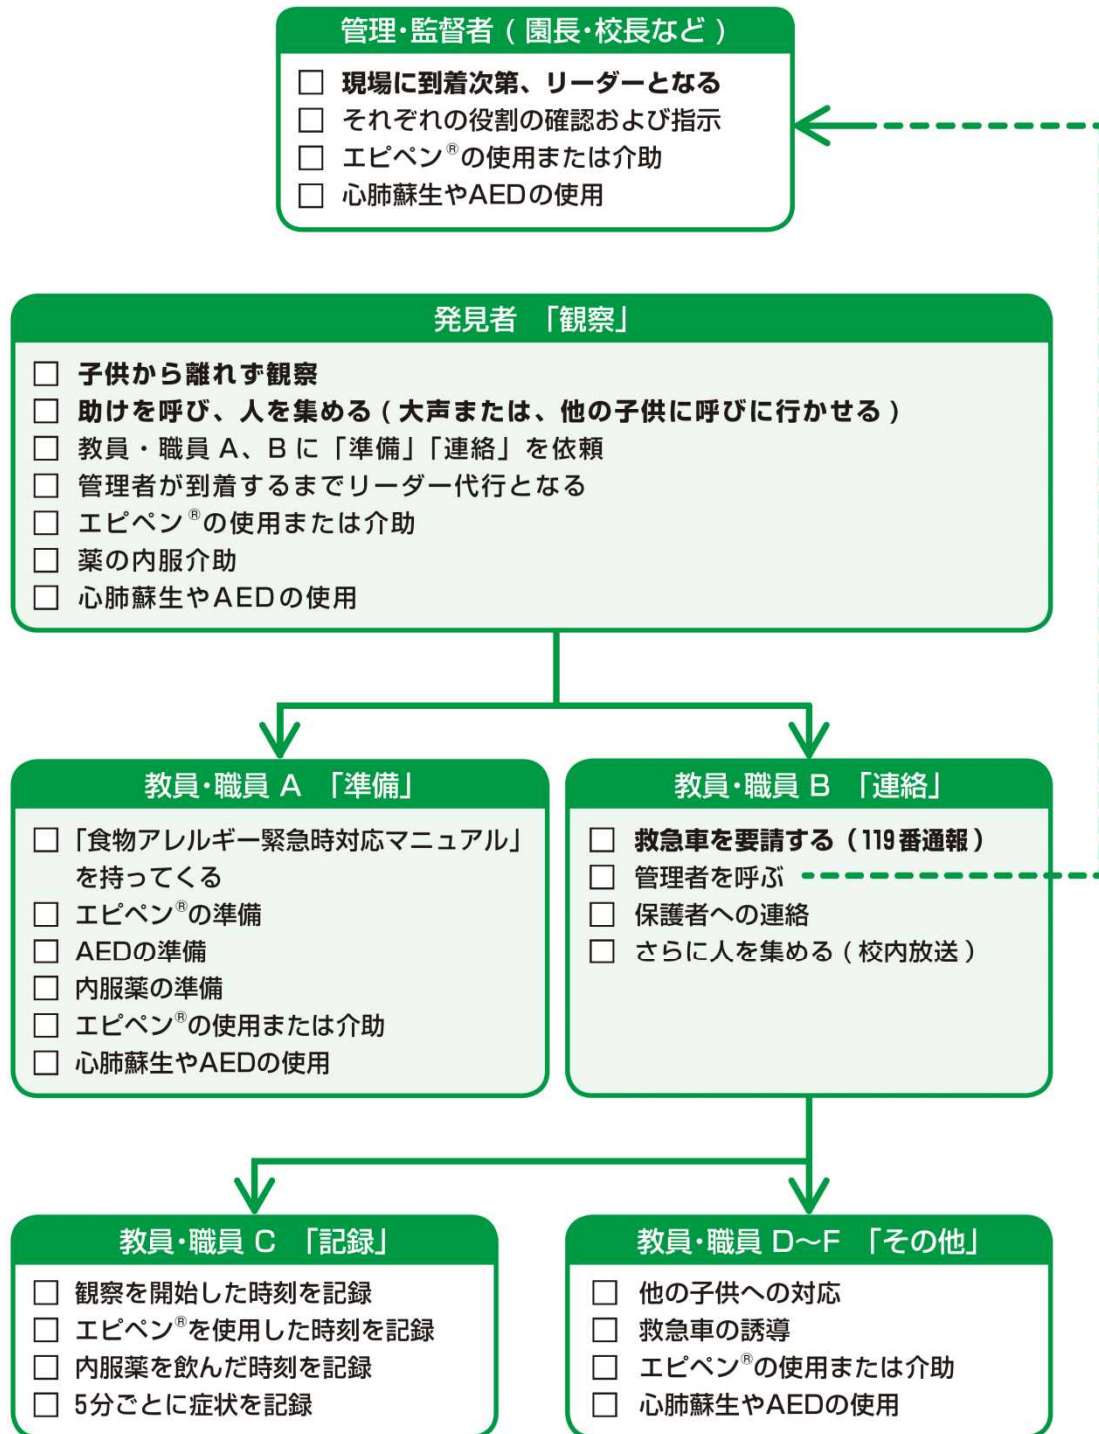 管理・監督者 ( 園長・校長など )
□ 現場に到着次第、リーダーとなる
□ それぞれの役割の確認および指示
□ エピペン®の使用または介助
□ 心肺蘇生やAEDの使用
発見者 「観察」
□ 子供から離れず観察
□ 助けを呼び、人を集める ( 大声または、他の子供に呼びに行かせる )
□ 教員・職員 A、B に「準備」「連絡」を依頼
□ 管理者が到着するまでリーダー代行となる
□ エピペン®の使用または介助
□ 薬の内服介助
□ 心肺蘇生やAEDの使用
教員・職員 A 「準備」
□ 「食物アレルギー緊急時対応マニュアル」
を持ってくる
□ エピペン®の準備
□ AEDの準備
□ 内服薬の準備
□ エピペン®の使用または介助
□ 心肺蘇生やAEDの使用
教員・職員 B 「連絡」
□ 救急車を要請する（119番通報）
□ 管理者を呼ぶ
□ 保護者への連絡
□ さらに人を集める ( 校内放送 )
教員・職員 C 「記録」
□ 観察を開始した時刻を記録
□ エピペン®を使用した時刻を記録
□ 内服薬を飲んだ時刻を記録
□ 5分ごとに症状を記録
教員・職員 D〜F 「その他」
□ 他の子供への対応
□ 救急車の誘導
□ エピペン®の使用または介助
□ 心肺蘇生やAEDの使用